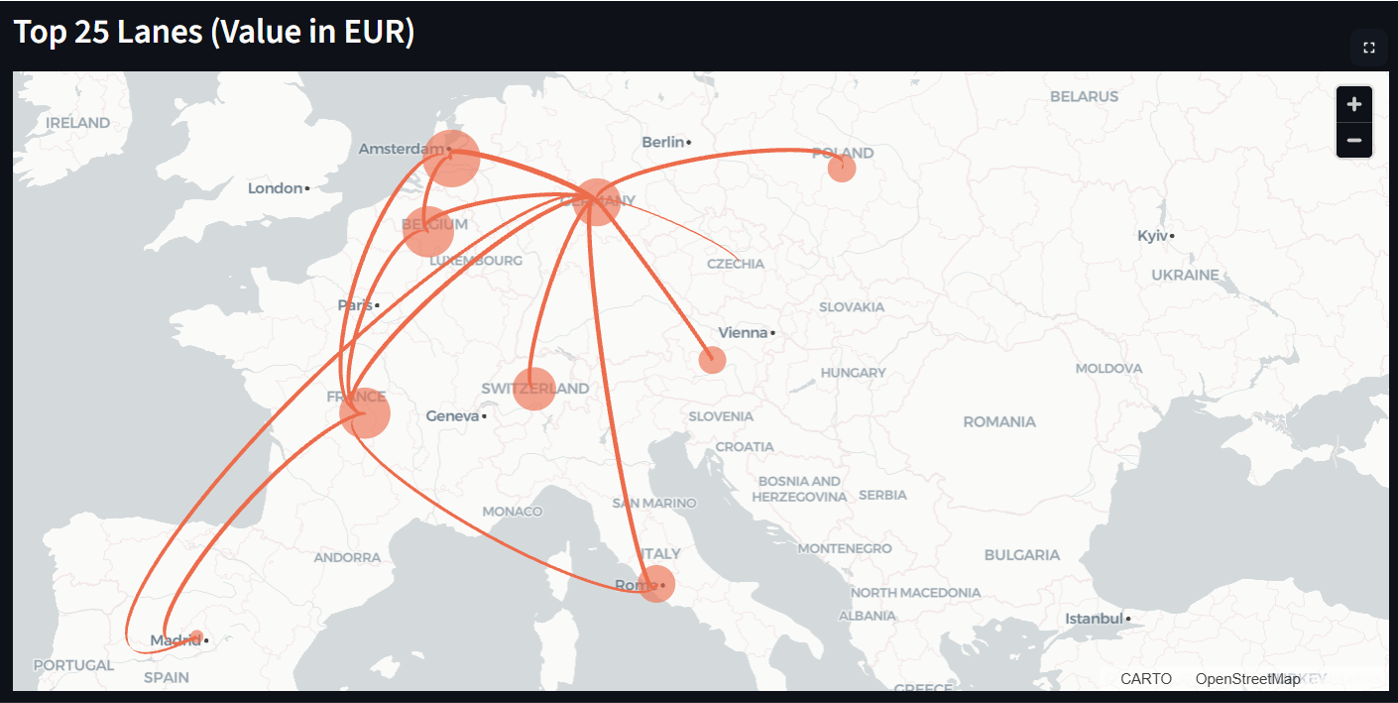 Top 25 Lanes (Value in EUR)
BELARUS
IRELAND
Amsterdam
Berlin
POLAND
London
GERMANY
BELGIUM
Kyiv
LUXEMBOURG
CZECHIA
UKRAINE
Paris
SLOVAKIA
Vienna
MOLDOVA
HUNGARY
SWITZERLAND
FRANCE
Geneva
SLOVENIA
ROMANIA
CROATIA
BOSNIA AND
HERZEGOVINA
SERBIA
SAN MARINO
MONACO
ANDORRA
ITALY
MONTENEGRO
BULGARIA
Rome
NORTH MACEDONIA
ALBANIA
Istanbul
Madrid
PORTUGAL
SPAIN
CARTO
OpenStreetMap
GREECE
+
−